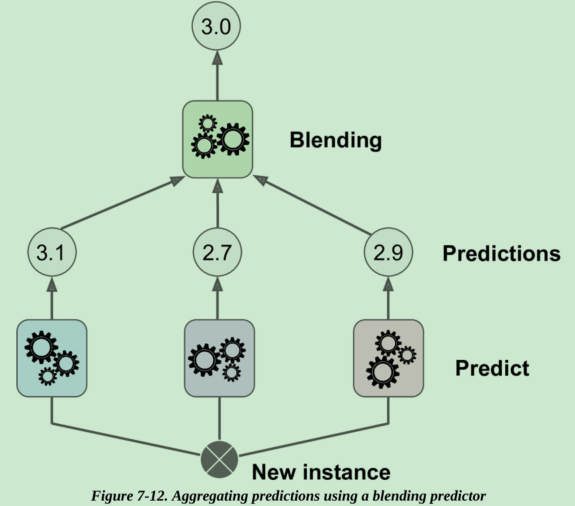 3.0
Blending
3.1 2.7 2.9 Predictions
Predict
New instance
Figure 7-12. Aggregating predictions using a blending predictor